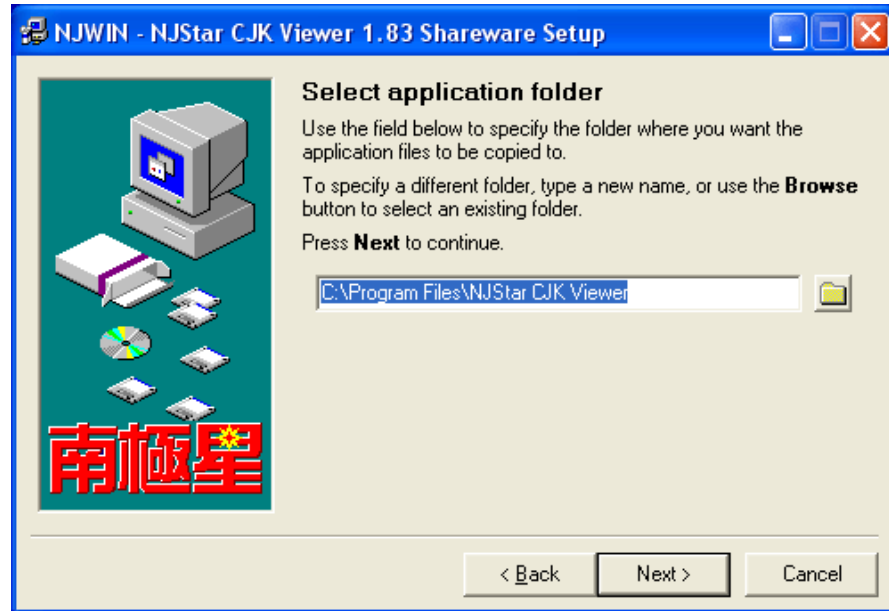 NJWIN - NJStar CJK Viewer 1.83 Shareware Setup
Select application folder
Use the field below to specify the folder where you want the
application files to be copied to.
To specify a different folder, type a new name, or use the Browse
button to select an existing folder.
Press Next to continue.
C:\Program Files\NJStar CJK Viewer
南極星
< Back
Next >
Cancel